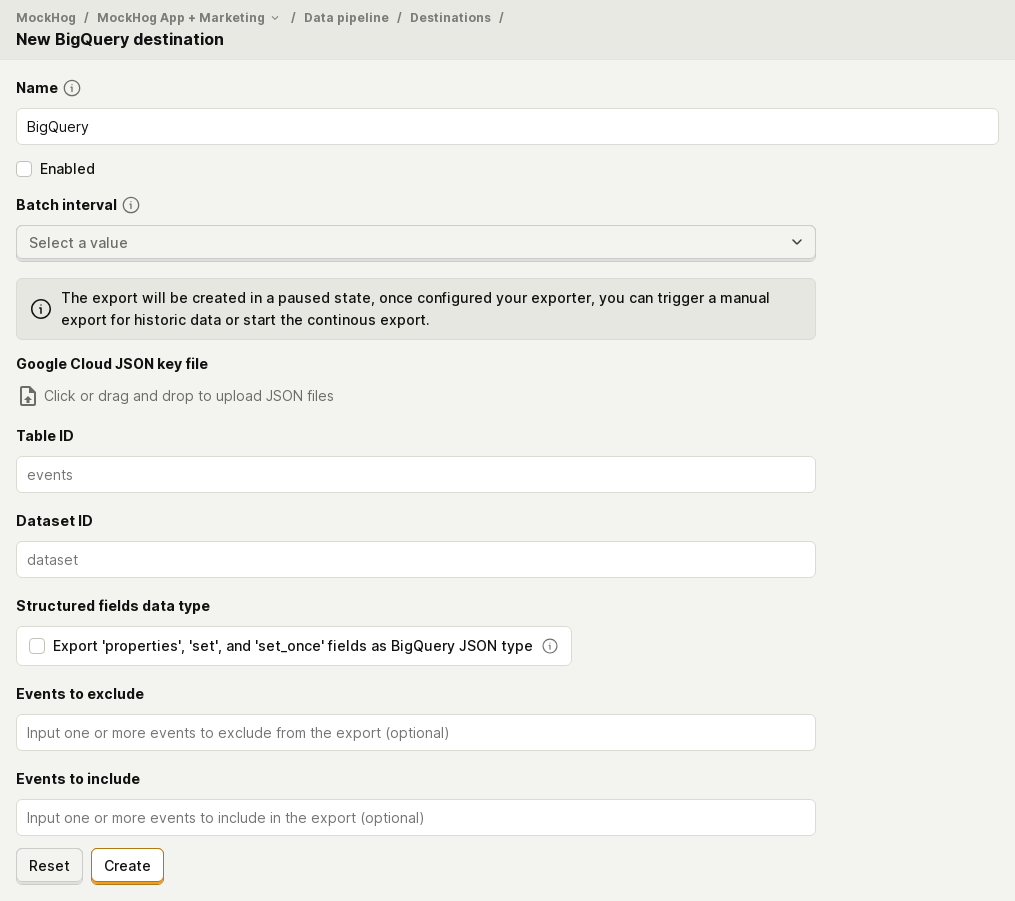 MockHog / MockHog App + Marketing / Data pipeline / Destinations /
New BigQuery destination
Name
BigQuery
Enabled
Batch interval
Select a value
The export will be created in a paused state, once configured your exporter, you can trigger a manual
export for historic data or start the continous export.
Google Cloud JSON key file
Click or drag and drop to upload JSON files
Table ID
events
Dataset ID
dataset
Structured fields data type
Export 'properties', 'set', and 'set_once' fields as BigQuery JSON type
Events to exclude
Input one or more events to exclude from the export (optional)
Events to include
Input one or more events to include in the export (optional)
Reset Create